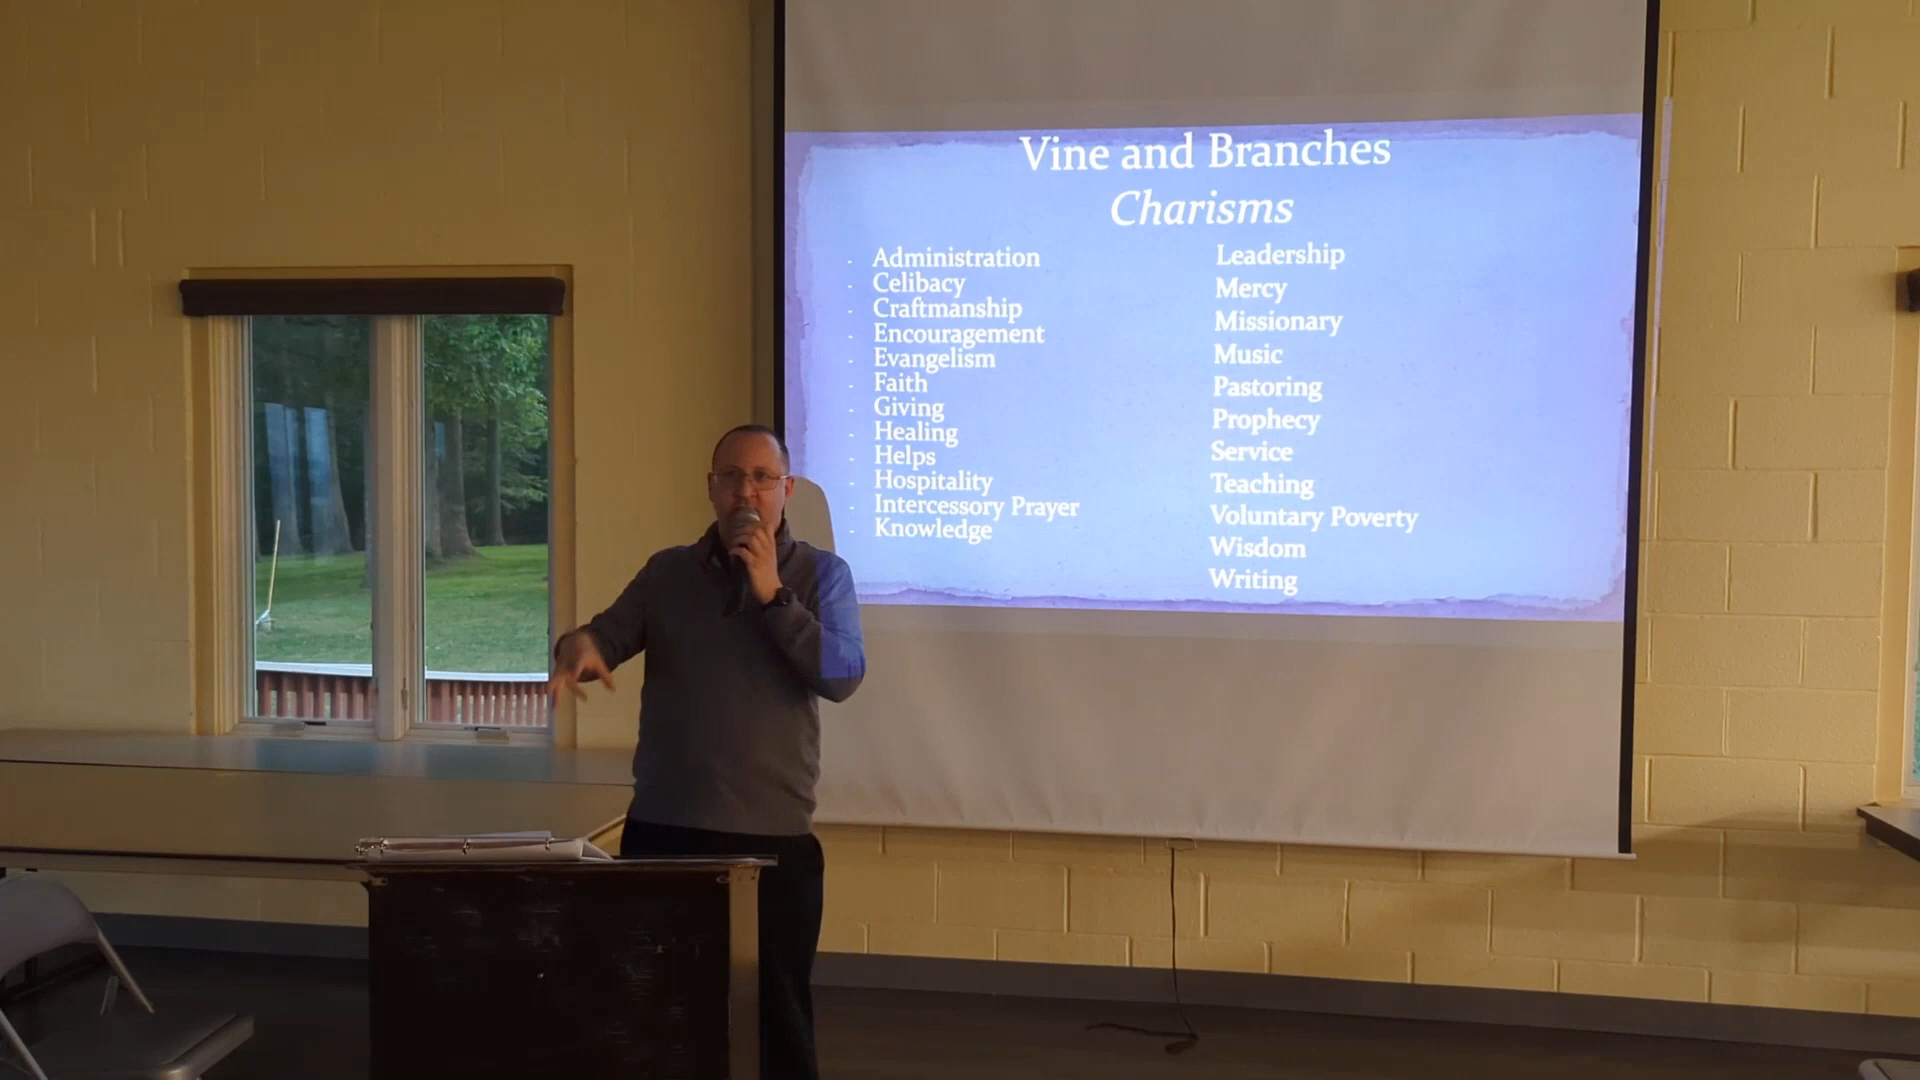 Vine and Branches
Charisms
- Administration
- Celibacy
- Craftmanship
- Encouragement
- Evangelism
- Faith
- Giving
- Healing
- Helps
- Hospitality
- Intercessory Prayer
- Knowledge
Leadership
Mercy
Missionary
Music
Pastoring
Prophecy
Service
Teaching
Voluntary Poverty
Wisdom
Writing